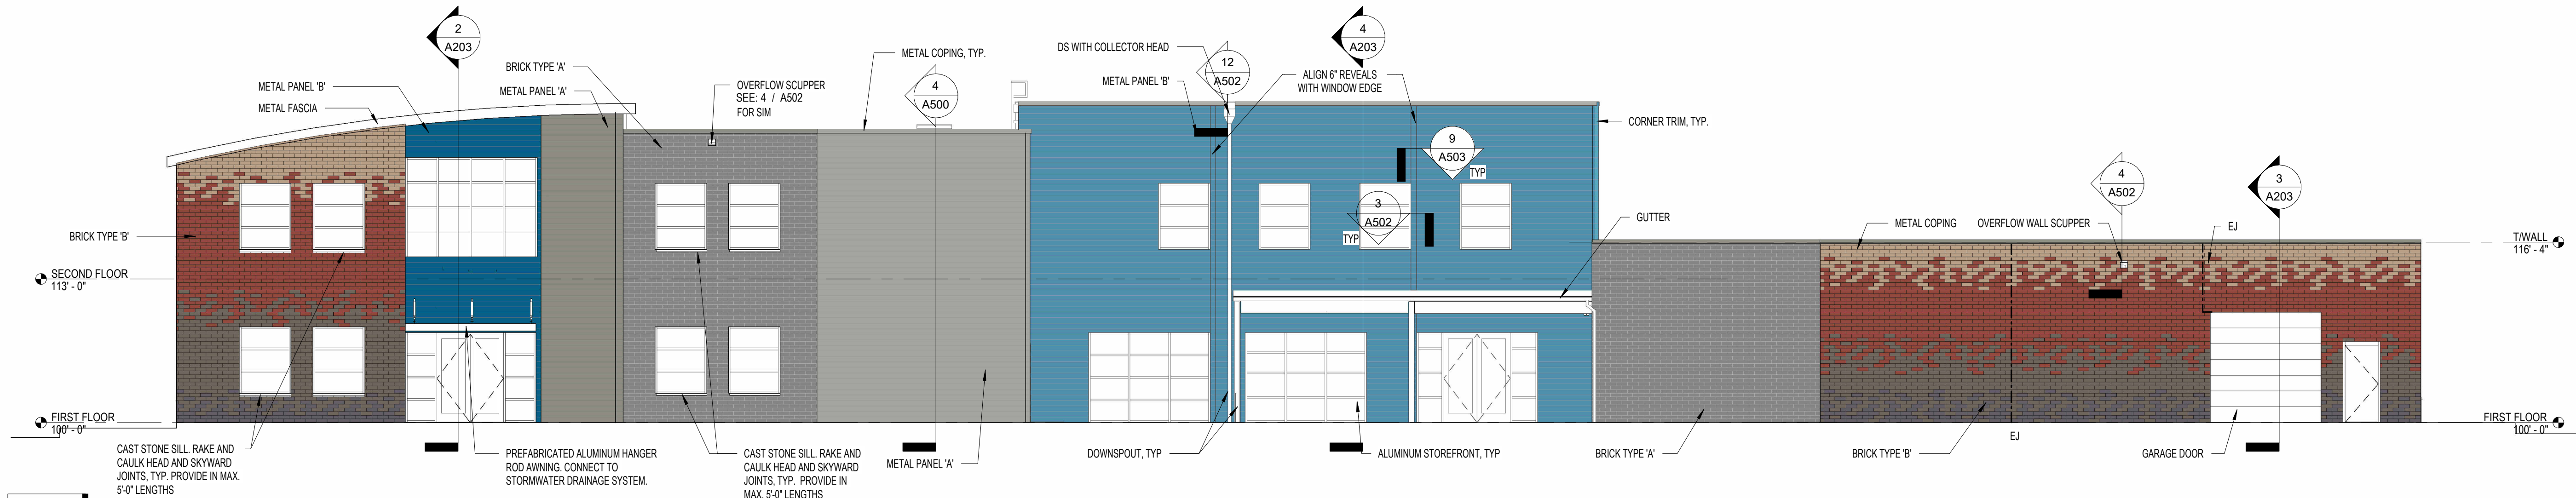 2
A203
4
A203
DS WITH COLLECTOR HEAD
METAL COPING, TYP.
12
A502
BRICK TYPE 'A'
ALIGN 6" REVEALS
WITH WINDOW EDGE
METAL PANEL 'B'
METAL PANEL 'A'
OVERFLOW SCUPPER
SEE: 4 / A502
FOR SIM
4
A500
METAL PANEL 'B'
METAL FASCIA
CORNER TRIM, TYP.
9
A503
TYP
4
A502
3
A203
3
A502
TYP
GUTTER
METAL COPING
OVERFLOW WALL SCUPPER
EJ
BRICK TYPE 'B'
T/WALL
116' - 4"
SECOND FLOOR
113' - 0"
FIRST FLOOR
100' - 0"
FIRST FLOOR
100' - 0"
EJ
CAST STONE SILL. RAKE AND
CAULK HEAD AND SKYWARD
JOINTS, TYP. PROVIDE IN MAX.
5'-0" LENGTHS
PREFABRICATED ALUMINUM HANGER
ROD AWNING. CONNECT TO
STORMWATER DRAINAGE SYSTEM.
CAST STONE SILL. RAKE AND
CAULK HEAD AND SKYWARD
JOINTS, TYP. PROVIDE IN
MAX. 5'-0" LENGTHS
METAL PANEL 'A'
DOWNSPOUT, TYP
ALUMINUM STOREFRONT, TYP
BRICK TYPE 'A'
BRICK TYPE 'B'
GARAGE DOOR